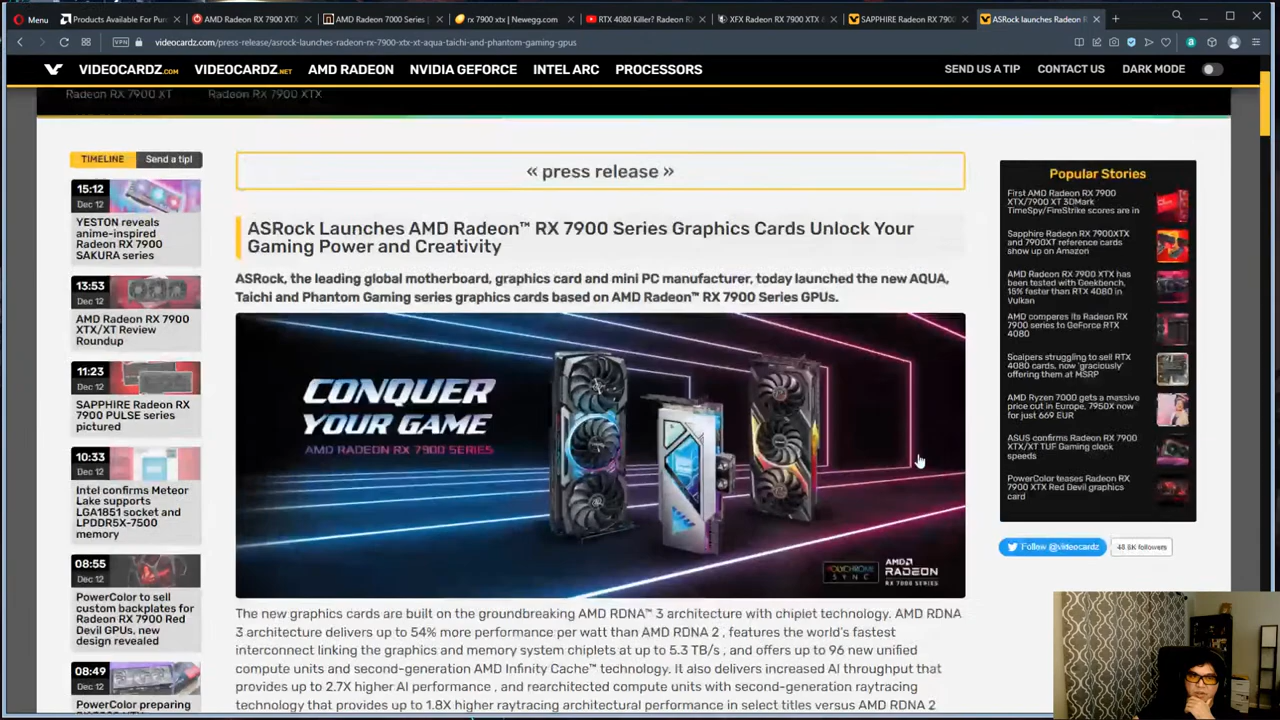 Menu
Products Available For Pur
AMD Radeon RX 7900 XT
AMD Radeon 7000 Series
rx 7900 xtx | Newegg.com
RTX 4080 Killer? Radeon
XFX Radeon RX 7900 XTX
SAPPHIRE Radeon RX 7900
ASRock launches Radeon
VPN
videocardz.com/press-release/asrock-launches-radeon-rx-7900-xtx-xt-aqua-taichi-and-phantom-gaming-gpus
VIDEOCARDZ.COM
VIDEOCARDZ.NET
AMD RADEON
NVIDIA GEFORCE
INTEL ARC
PROCESSORS
SEND US A TIP
CONTACT US
DARK MODE
Radeon RX 7900 XT
Radeon RX 7900 XTX
TIMELINE
Send a tip!
15:12
Dec 12
YESTON reveals
anime-inspired
Radeon RX 7900
SAKURA series
13:53
Dec 12
AMD Radeon RX 7900
XTX/XT Review
Roundup
11:23
Dec 12
SAPPHIRE Radeon RX
7900 PULSE series
pictured
10:33
Dec 12
Intel confirms Meteor
Lake supports
LGA1851 socket and
LPDDR5X-7500
memory
08:55
Dec 12
PowerColor to sell
custom backplates for
Radeon RX 7900 Red
Devil GPUs, new
design revealed
08:49
Dec 12
PowerColor preparing
« press release »
ASRock Launches AMD Radeon™ RX 7900 Series Graphics Cards Unlock Your
Gaming Power and Creativity
ASRock, the leading global motherboard, graphics card and mini PC manufacturer, today launched the new AQUA,
Taichi and Phantom Gaming series graphics cards based on AMD Radeon™ RX 7900 Series GPUs.
CONQUER
YOUR GAME
AMD RADEON RX 7900 SERIES
POLYCHROME
SYNC
AMD
RADEON
RX 7000 SERIES
The new graphics cards are built on the groundbreaking AMD RDNA™ 3 architecture with chiplet technology. AMD RDNA
3 architecture delivers up to 54% more performance per watt than AMD RDNA 2 , features the world's fastest
interconnect linking the graphics and memory system chiplets at up to 5.3 TB/s , and offers up to 96 new unified
compute units and second-generation AMD Infinity Cache™ technology. It also delivers increased AI throughput that
provides up to 2.7X higher AI performance , and rearchitected compute units with second-generation raytracing
technology that provides up to 1.8X higher raytracing architectural performance in select titles versus AMD RDNA 2
Popular Stories
First AMD Radeon RX 7900
XTX/7900 XT 3DMark
TimeSpy/FireStrike scores are in
Sapphire Radeon RX 7900XTX
and 7900XT reference cards
show up on Amazon
AMD Radeon RX 7900 XTX has
been tested with Geekbench,
15% faster than RTX 4080 in
Vulkan
AMD compares its Radeon RX
7900 series to GeForce RTX
4080
Scalpers struggling to sell RTX
4080 cards, now 'graciously'
offering them at MSRP
AMD Ryzen 7000 gets a massive
price cut in Europe, 7950X now
for just 669 EUR
ASUS confirms Radeon RX 7900
XTX/XT TUF Gaming clock
speeds
PowerColor teases Radeon RX
7900 XTX Red Devil graphics
card
Follow @videocardz
48.6K followers